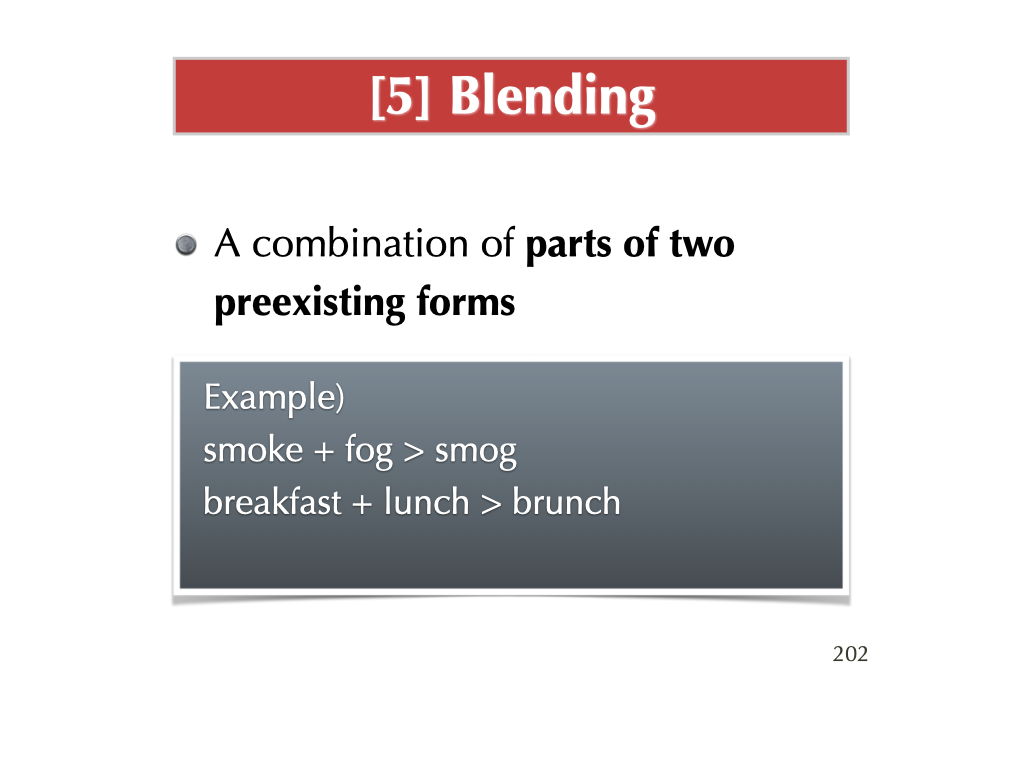 [5] Blending
A combination of parts of two
preexisting forms
Example)
smoke + fog > smog
breakfast + lunch > brunch
202